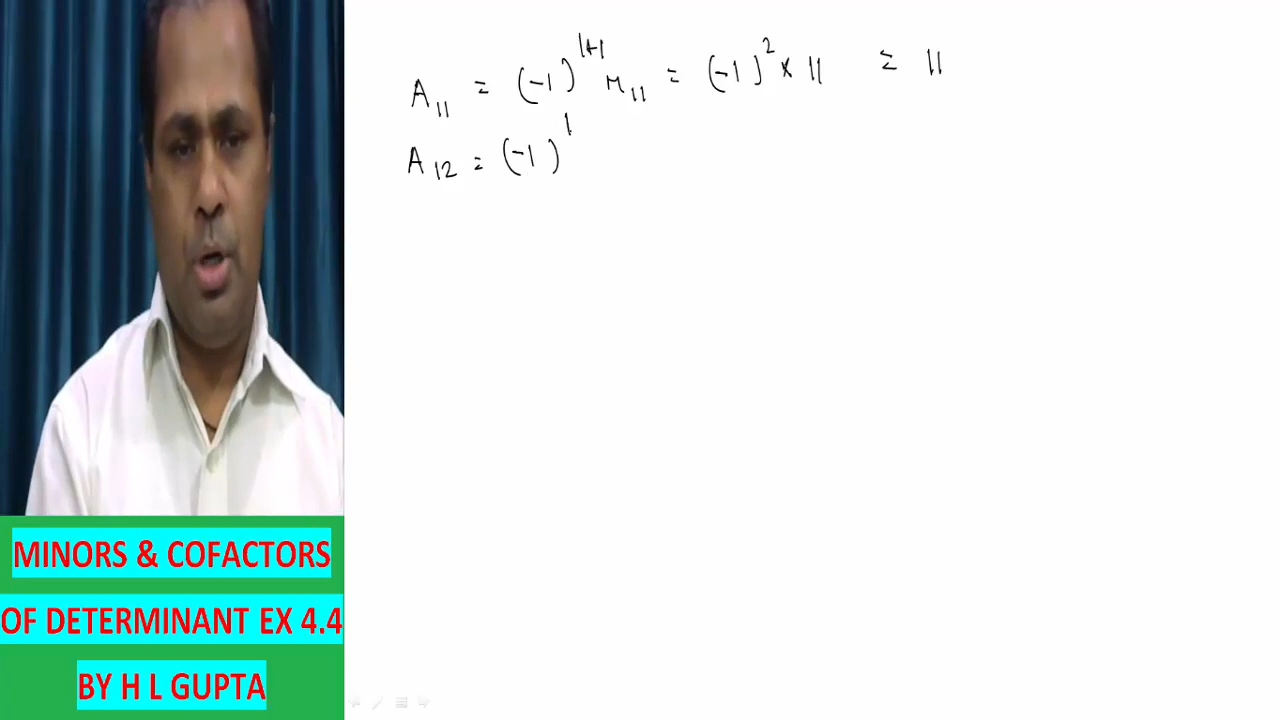 A₁₁ = (-1)¹⁺¹ M₁₁ = (-1)² × 11 = 11
A₁₂ = (-1)¹
MINORS & COFACTORS
OF DETERMINANT EX 4.4
BY H L GUPTA